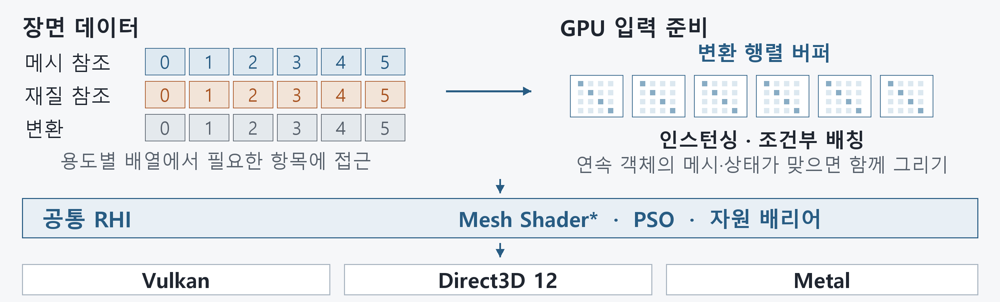 장면 데이터
메시 참조 0 1 2 3 4 5
재질 참조 0 1 2 3 4 5
변환 0 1 2 3 4 5
용도별 배열에서 필요한 항목에 접근
GPU 입력 준비
변환 행렬 버퍼
인스턴싱 · 조건부 배칭
연속 객체의 메시·상태가 맞으면 함께 그리기
공통 RHI
Mesh Shader* · PSO · 자원 배리어
Vulkan
Direct3D 12
Metal